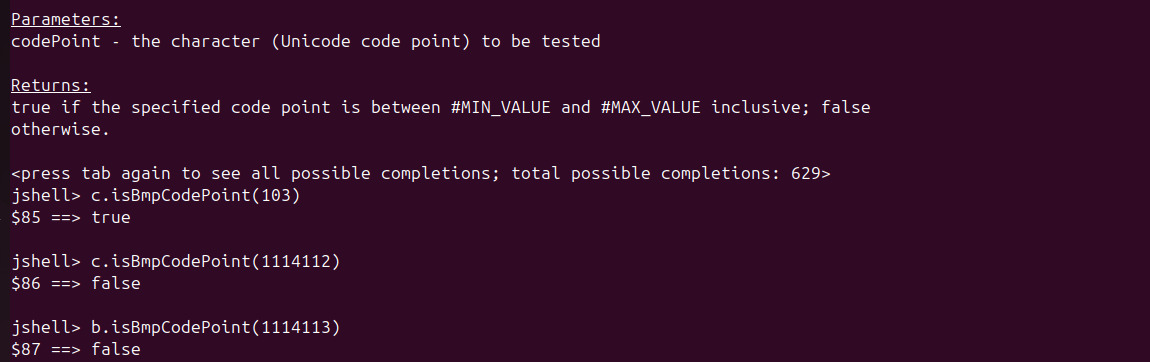 Parameters:
codePoint - the character (Unicode code point) to be tested
Returns:
true if the specified code point is between #MIN_VALUE and #MAX_VALUE inclusive; false
otherwise.
<press tab again to see all possible completions; total possible completions: 629>
jshell> c.isBmpCodePoint(103)
$85 ==> true
jshell> c.isBmpCodePoint(1114112)
$86 ==> false
jshell> b.isBmpCodePoint(1114113)
$87 ==> false